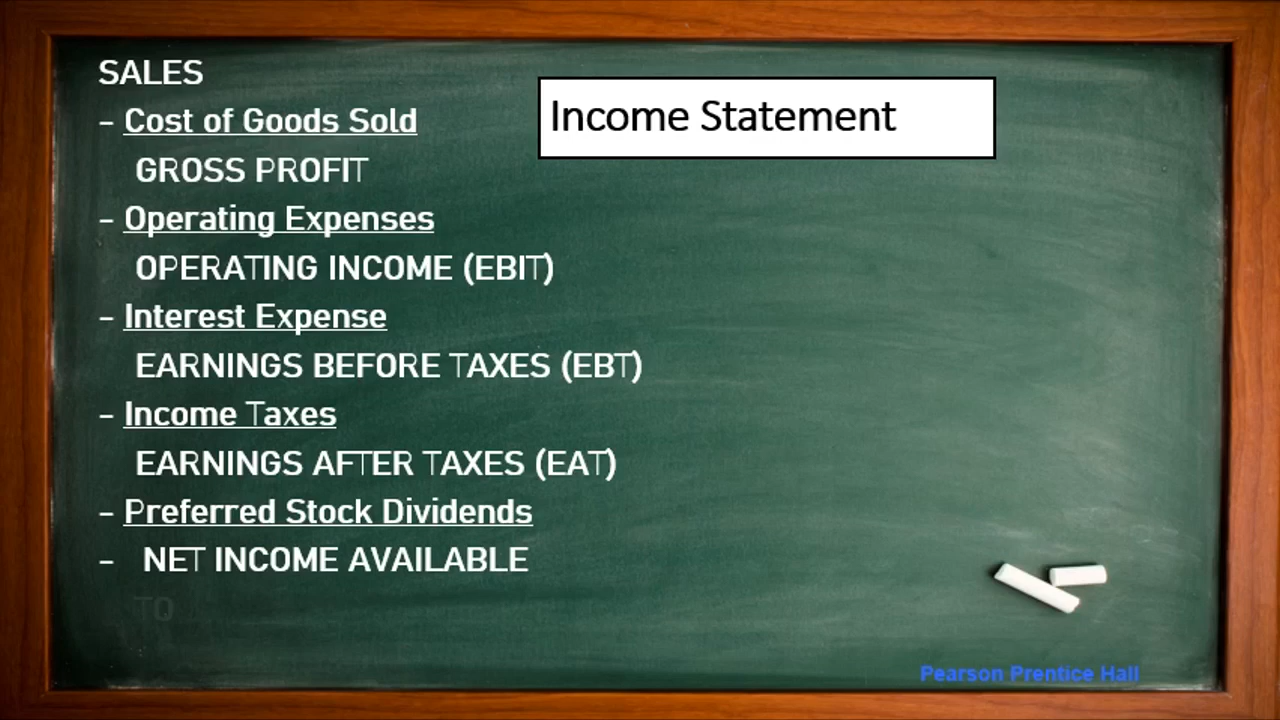 SALES
Income Statement
– Cost of Goods Sold
GROSS PROFIT
– Operating Expenses
OPERATING INCOME (EBIT)
– Interest Expense
EARNINGS BEFORE TAXES (EBT)
– Income Taxes
EARNINGS AFTER TAXES (EAT)
– Preferred Stock Dividends
– NET INCOME AVAILABLE
TO
Pearson Prentice Hall